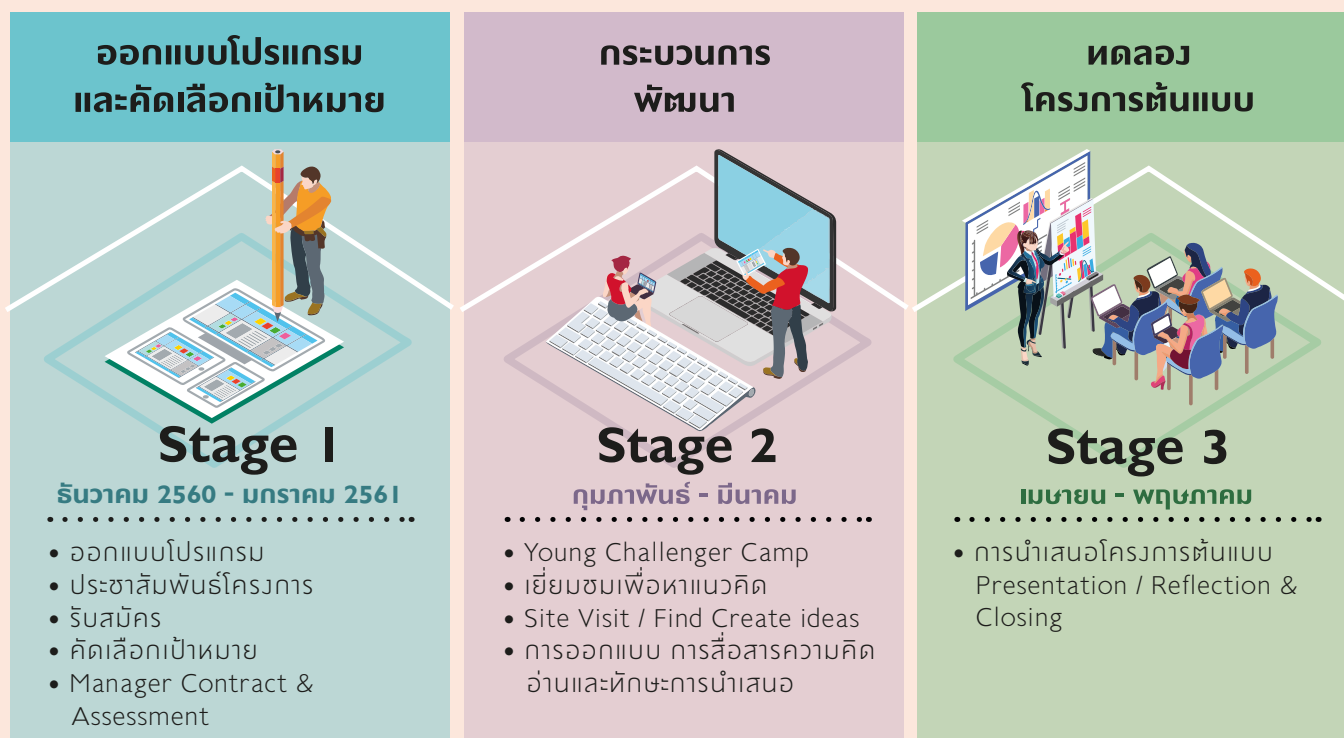 ออกแบบโปรแกรม
และคัดเลือกเป้าหมาย
Stage 1
ธันวาคม 2560 - มกราคม 2561
• ออกแบบโปรแกรม
• ประชาสัมพันธ์โครงการ
• รับสมัคร
• คัดเลือกเป้าหมาย
• Manager Contract &
Assessment
กระบวนการ
พัฒนา
Stage 2
กุมภาพันธ์ - มีนาคม
• Young Challenger Camp
• เยี่ยมชมเพื่อหาแนวคิด
• Site Visit / Find Create ideas
• การออกแบบ การสื่อสารความคิด
อ่านและทักษะการนำเสนอ
ทดลอง
โครงการต้นแบบ
Stage 3
เมษายน - พฤษภาคม
• การนำเสนอโครงการต้นแบบ
Presentation / Reflection &
Closing